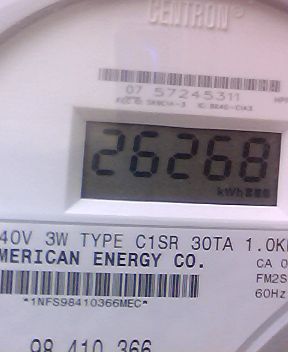 CENTRON®
07 57245311
26268
kWh
40V 3W TYPE C1SR 30TA 1.0K
MERICAN ENERGY CO.
CA 0
FM2S
*1NFS98410366MEC*
60Hz
98 410 366